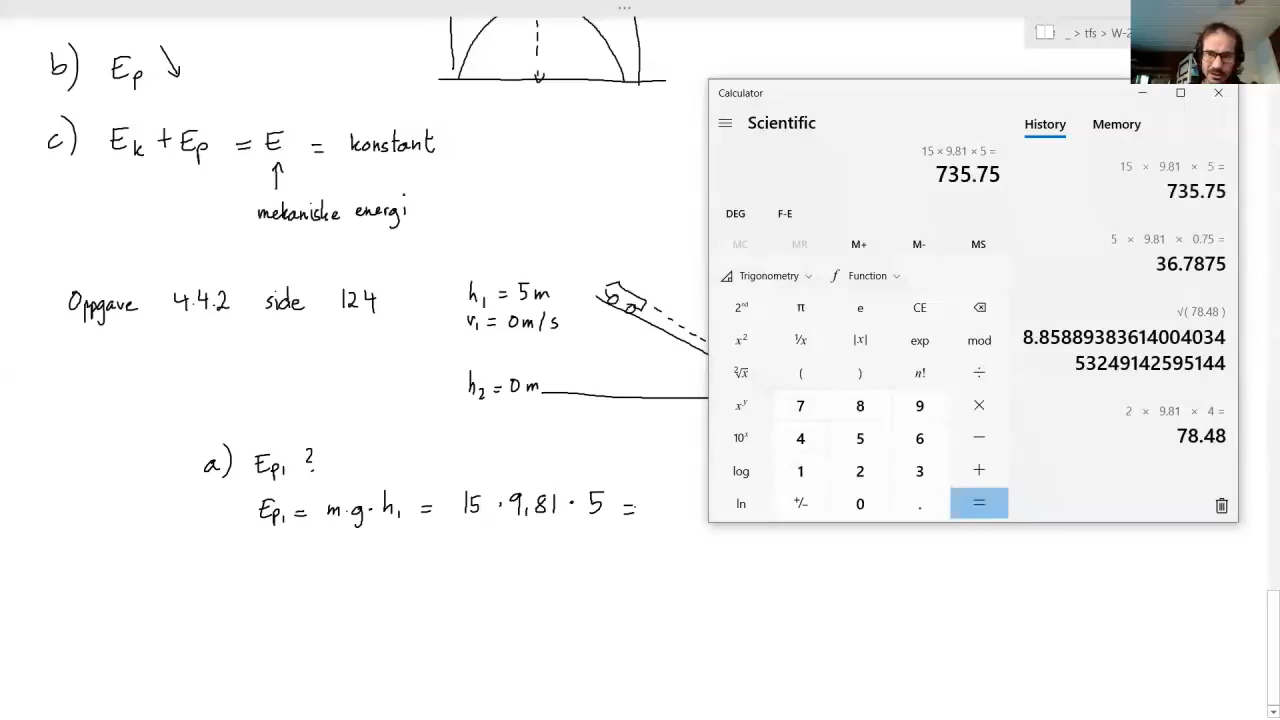 b) Ep ↘
c) Ek + Ep = E = konstant
↑
mekaniske energi
Oppgave 4.4.2 side 124
h₁ = 5 m
v₁ = 0 m/s
h₂ = 0 m
a) Ep₁ ?
Ep₁ = m·g·h₁ = 15 · 9,81 · 5 =
_ > tfs > W-2
Calculator
Scientific
15 × 9.81 × 5 =
735.75
DEG F-E
MC MR M+ M- MS
Trigonometry Function
2ⁿᵈ π e CE ⌫
x² ¹/x |x| exp mod
²√x ( ) n! ÷
xʸ 7 8 9 ×
10ˣ 4 5 6 −
log 1 2 3 +
ln +/− 0 . =
History Memory
15 × 9.81 × 5 =
735.75
5 × 9.81 × 0.75 =
36.7875
√( 78.48 )
8.85889383614004034
53249142595144
2 × 9.81 × 4 =
78.48